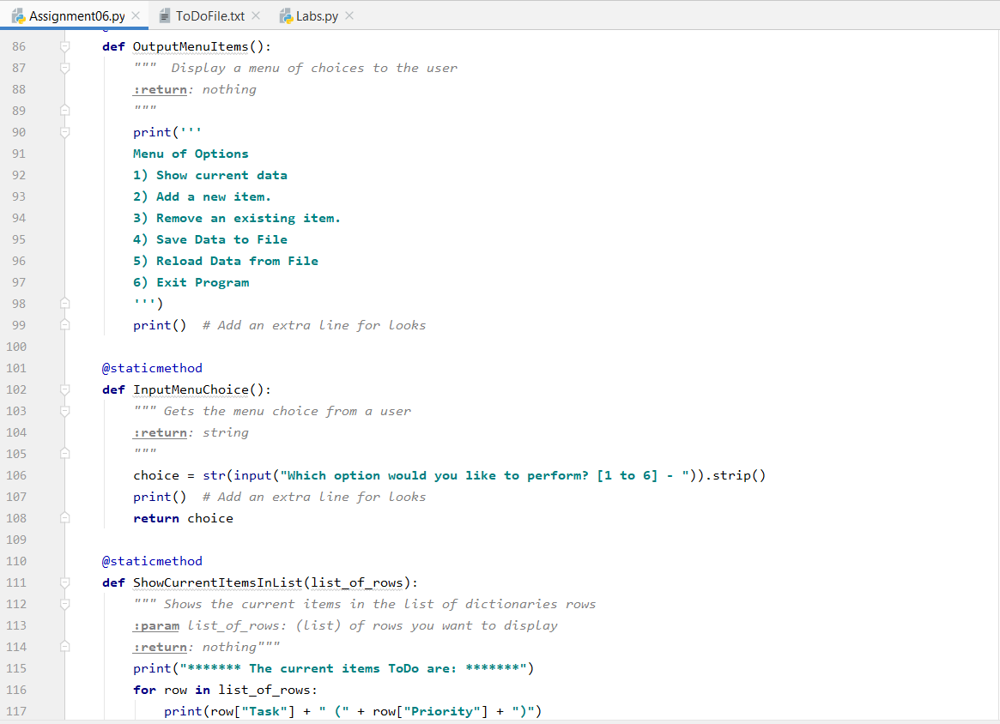 Assignment06.py ToDoFile.txt Labs.py
86 def OutputMenuItems():
87 """  Display a menu of choices to the user
88 :return: nothing
89 """
90 print('''
91 Menu of Options
92 1) Show current data
93 2) Add a new item.
94 3) Remove an existing item.
95 4) Save Data to File
96 5) Reload Data from File
97 6) Exit Program
98 ''')
99 print()  # Add an extra line for looks
100
101 @staticmethod
102 def InputMenuChoice():
103 """ Gets the menu choice from a user
104 :return: string
105 """
106 choice = str(input("Which option would you like to perform? [1 to 6] - ")).strip()
107 print()  # Add an extra line for looks
108 return choice
109
110 @staticmethod
111 def ShowCurrentItemsInList(list_of_rows):
112 """ Shows the current items in the list of dictionaries rows
113 :param list_of_rows: (list) of rows you want to display
114 :return: nothing"""
115 print("******* The current items ToDo are: *******")
116 for row in list_of_rows:
117 print(row["Task"] + " (" + row["Priority"] + ")")